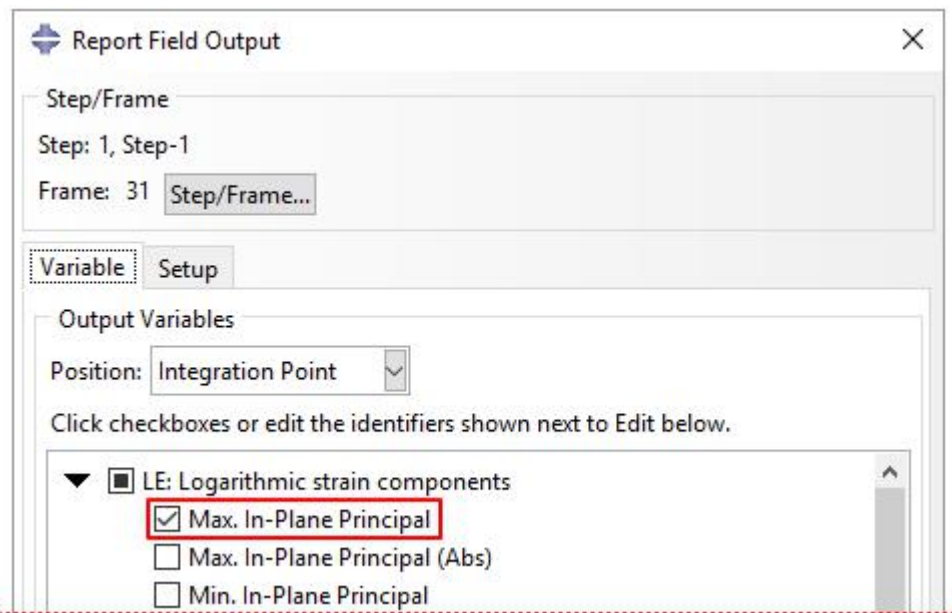 Report Field Output
Step/Frame
Step: 1, Step-1
Frame: 31 Step/Frame...
Variable Setup
Output Variables
Position: Integration Point
Click checkboxes or edit the identifiers shown next to Edit below.
LE: Logarithmic strain components
Max. In-Plane Principal
Max. In-Plane Principal (Abs)
Min. In-Plane Principal